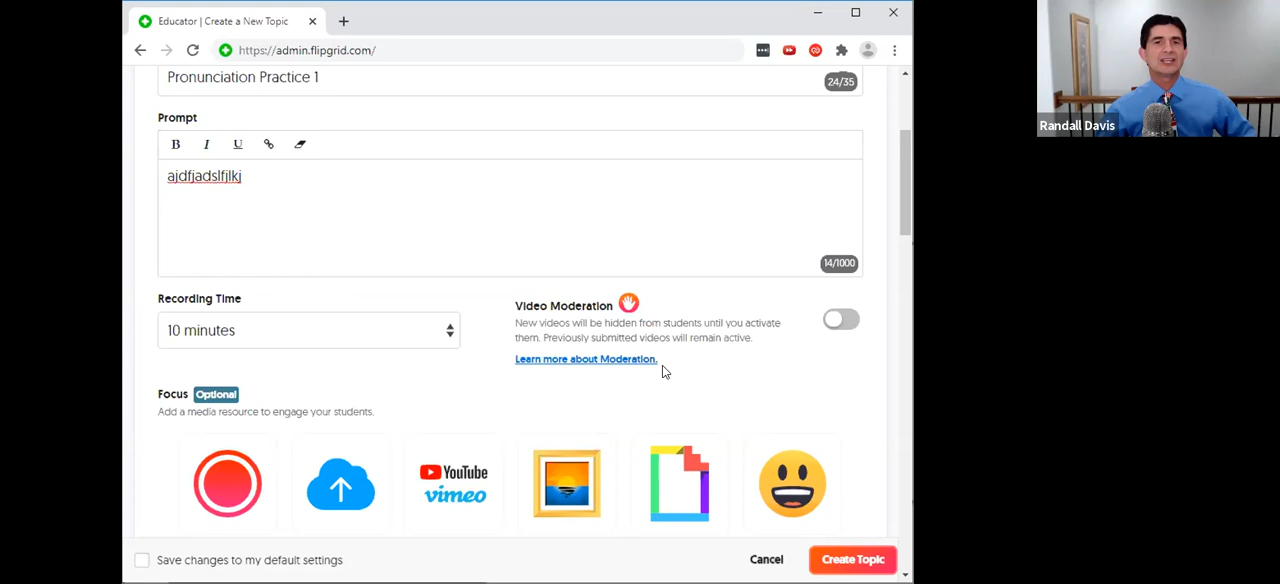 Educator | Create a New Topic
https://admin.flipgrid.com/
Pronunciation Practice 1
24/35
Prompt
B I U
ajdfjadslfjlkj
14/1000
Recording Time
10 minutes
Video Moderation
New videos will be hidden from students until you activate
them. Previously submitted videos will remain active.
Learn more about Moderation.
Focus Optional
Add a media resource to engage your students.
YouTube
vimeo
Save changes to my default settings
Cancel
Create Topic
Randall Davis